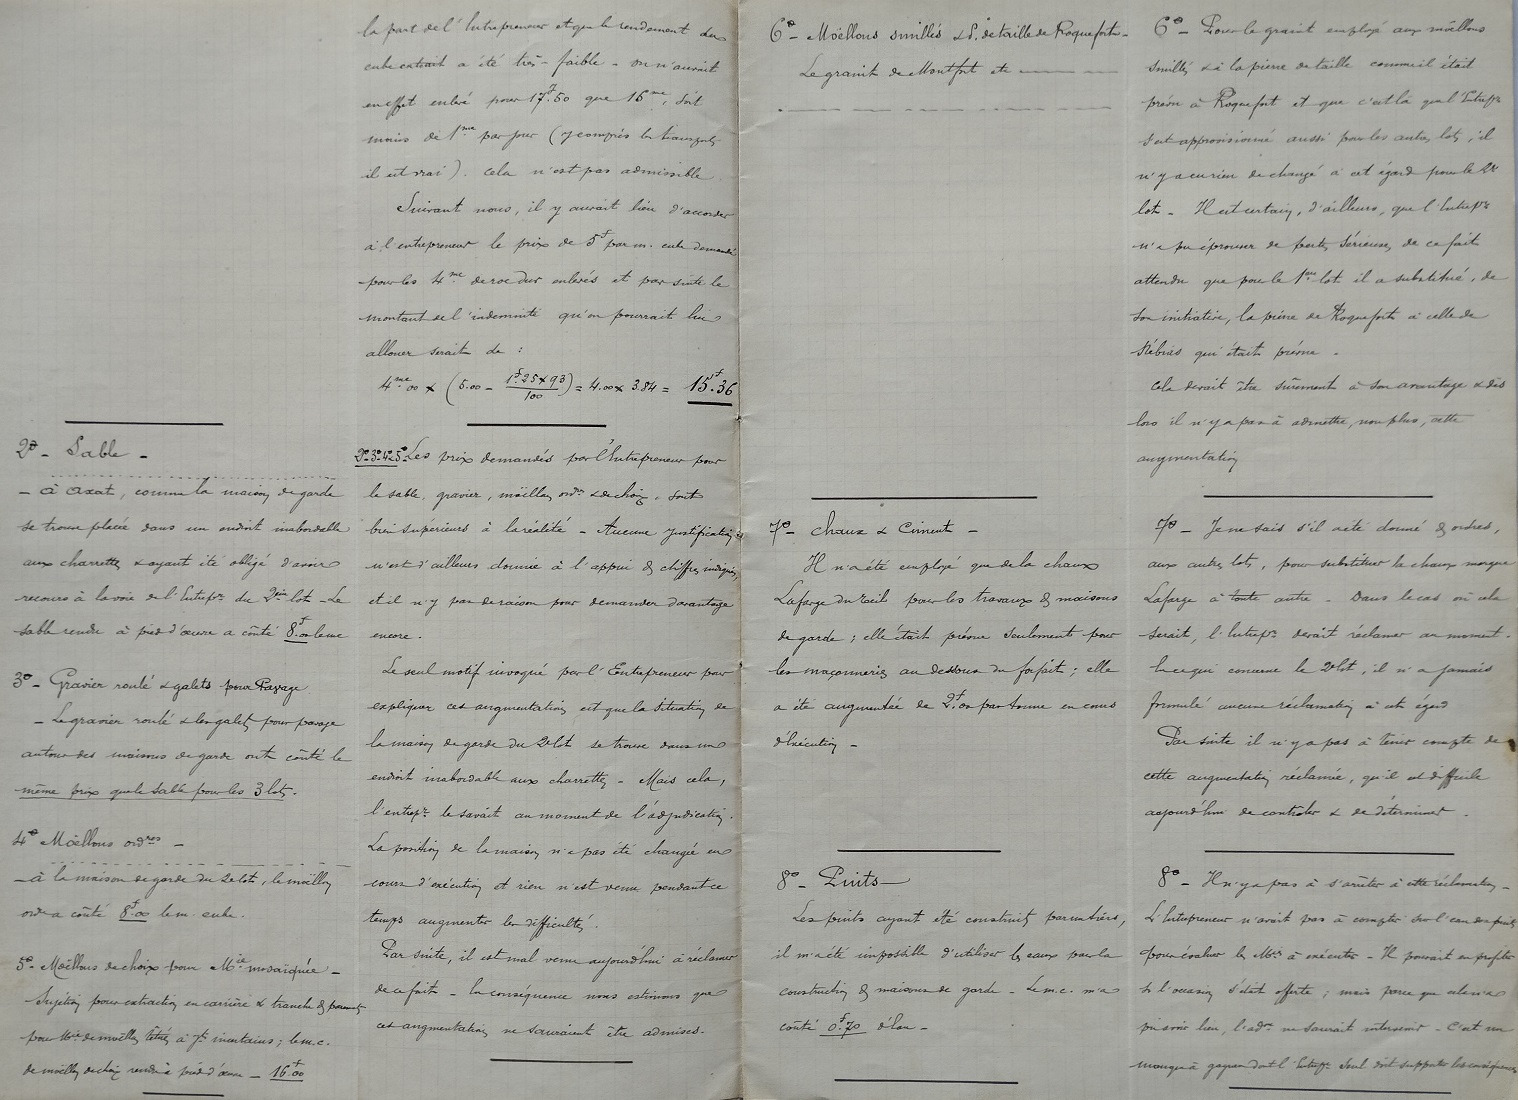 la part de l'Entrepreneur et que le rendement du
cube extrait a été très-faible - on n'aurait
en effet enlevé pour 17f.50 que 16 mc, soit
moins de 1mc par jour (y compris les transports
il est vrai). Cela n'est pas admissible.
Suivant nous, il y aurait lieu d'accorder
à l'entrepreneur le prix de 5f par m. cube demandé
pour les 4mc de roc dur enlevés et par suite le
montant de l'indemnité qu'on pourrait lui
allouer serait de :
4mc.00 x (5.00 - 1f.25 x 93 / 100) = 4.00 x 3.84 = 15f.36
2° - Sable -
- à Axat, comme la maison de garde
se trouve placée dans un endroit inabordable
aux charrettes & ayant été obligé d'avoir
recours à la voie de l'Entrepr du 2ème lot - Le
sable rendu à pied d'œuvre a coûté 8f.00 le mc
3° - Gravier roulé & galets pour Pavage.
- Le gravier roulé & les galets pour pavage
autour des maisons de garde ont coûté le
même prix que le sable pour les 3 lots.
4° Moëllons ordres -
- à la maison de garde du 2e lot, le moëllon
ordre a coûté 8f.00 le m. cube.
5° - Moëllons de choix pour Mie mosaïquée -
Sujétion pour extraction en carrière & tranche de parement
pour Mie de moëllons têtués à 7f inertains ; le m.c.
de moëllon de choix rendu à pied d'œuvre - 16f.00
2°-3°-4°-5° Les prix demandés par l'Entrepreneur pour
le sable, gravier, moëllon ordre & de choix, sont
bien supérieurs à la réalité - Aucune justification
n'est d'ailleurs donnée à l'appui des chiffres indiqués,
et il n'y pas de raison pour demander davantage
encore.
Le seul motif invoqué par l'Entrepreneur pour
expliquer ces augmentations est que la situation de
la maison de garde du 2e lot se trouve dans un
endroit inabordable aux charrettes - Mais cela,
l'entrepr le savait au moment de l'adjudication.
La position de la maison n'a pas été changée en
cours d'exécution et rien n'est venu pendant ce
temps augmenter les difficultés.
Par suite, il est mal venu aujourd'hui à réclamer
de ce fait - En conséquence nous estimons que
ces augmentations ne sauraient être admises.
6° - Moëllons smillés & P. de taille de Roquefort -
Le granit de Montfort etc
7° - Chaux & Ciment -
Il n'a été employé que de la chaux
Lafarge du Teil pour les travaux des maisons
de garde ; elle était prévue seulement pour
les maçonneries au dessous du forfait ; elle
a été augmentée de 2f.00 par tonne en cours
d'exécution -
8° - Puits -
Les puits ayant été construits par un tiers,
il m'a été impossible d'utiliser les eaux pour la
construction des maisons de garde - Le m.c. m'a
coûté 0f.70 d'eau -
6° - Pour le granit employé aux moëllons
smillés & à la pierre de taille comme il était
prévu à Roquefort et que c'est là que l'Entrepr
s'est approvisionné aussi pour les autres lots, il
n'y a eu rien de changé à cet égard pour le 2e
lot - Il est certain, d'ailleurs, que l'Entrepr
n'a pu éprouver de pertes sérieuses de ce fait
attendu que pour le 1er lot il a substitué, de
son initiative, la pierre de Roquefort à celle de
Nébias qui était prévue.
Cela devait être sûrement à son avantage & dès
lors il n'y a pas à admettre, non plus, cette
augmentation
7° - Je ne sais s'il a été donné des ordres,
aux autres lots, pour substituer la chaux marque
Lafarge à toute autre - Dans le cas où cela
serait, l'Entrepr devait réclamer au moment.
En ce qui concerne le 2e lot, il n'a jamais
formulé aucune réclamation à cet égard
Par suite il n'y a pas à tenir compte de
cette augmentation réclamée, qu'il est difficile
aujourd'hui de contrôler & de déterminer.
8° - Il n'y a pas à s'arrêter à cette réclamation -
L'Entrepreneur n'avait pas à compter sur l'eau des puits
pour évaluer les Mies à exécuter - Il pouvait en profiter
si l'occasion s'était offerte ; mais parce que cela n'a
pu avoir lieu, l'adon ne saurait intervenir - C'est un
manque à gagner dont l'Entrepr seul doit supporter les conséquences